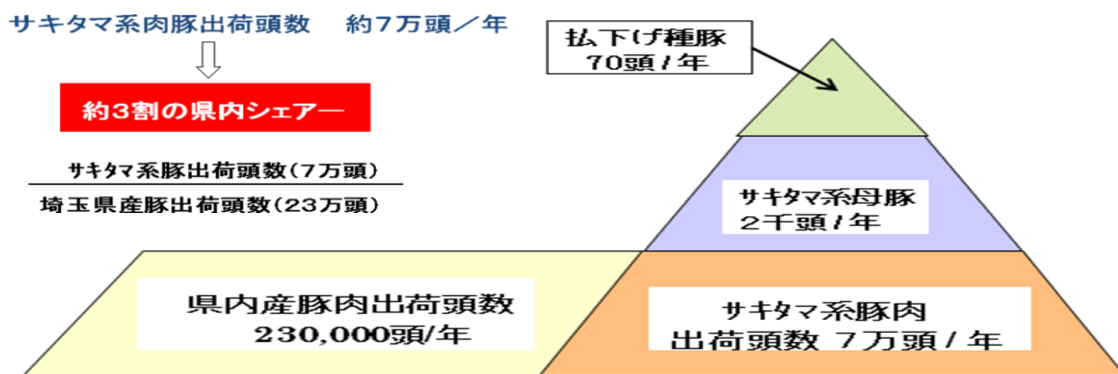 サキタマ系肉豚出荷頭数　約7万頭／年
約3割の県内シェアー
サキタマ系豚出荷頭数(7万頭)
埼玉県産豚出荷頭数(23万頭)
払下げ種豚
70頭/年
サキタマ系母豚
2千頭/年
県内産豚肉出荷頭数
230,000頭/年
サキタマ系豚肉
出荷頭数 7万頭/年